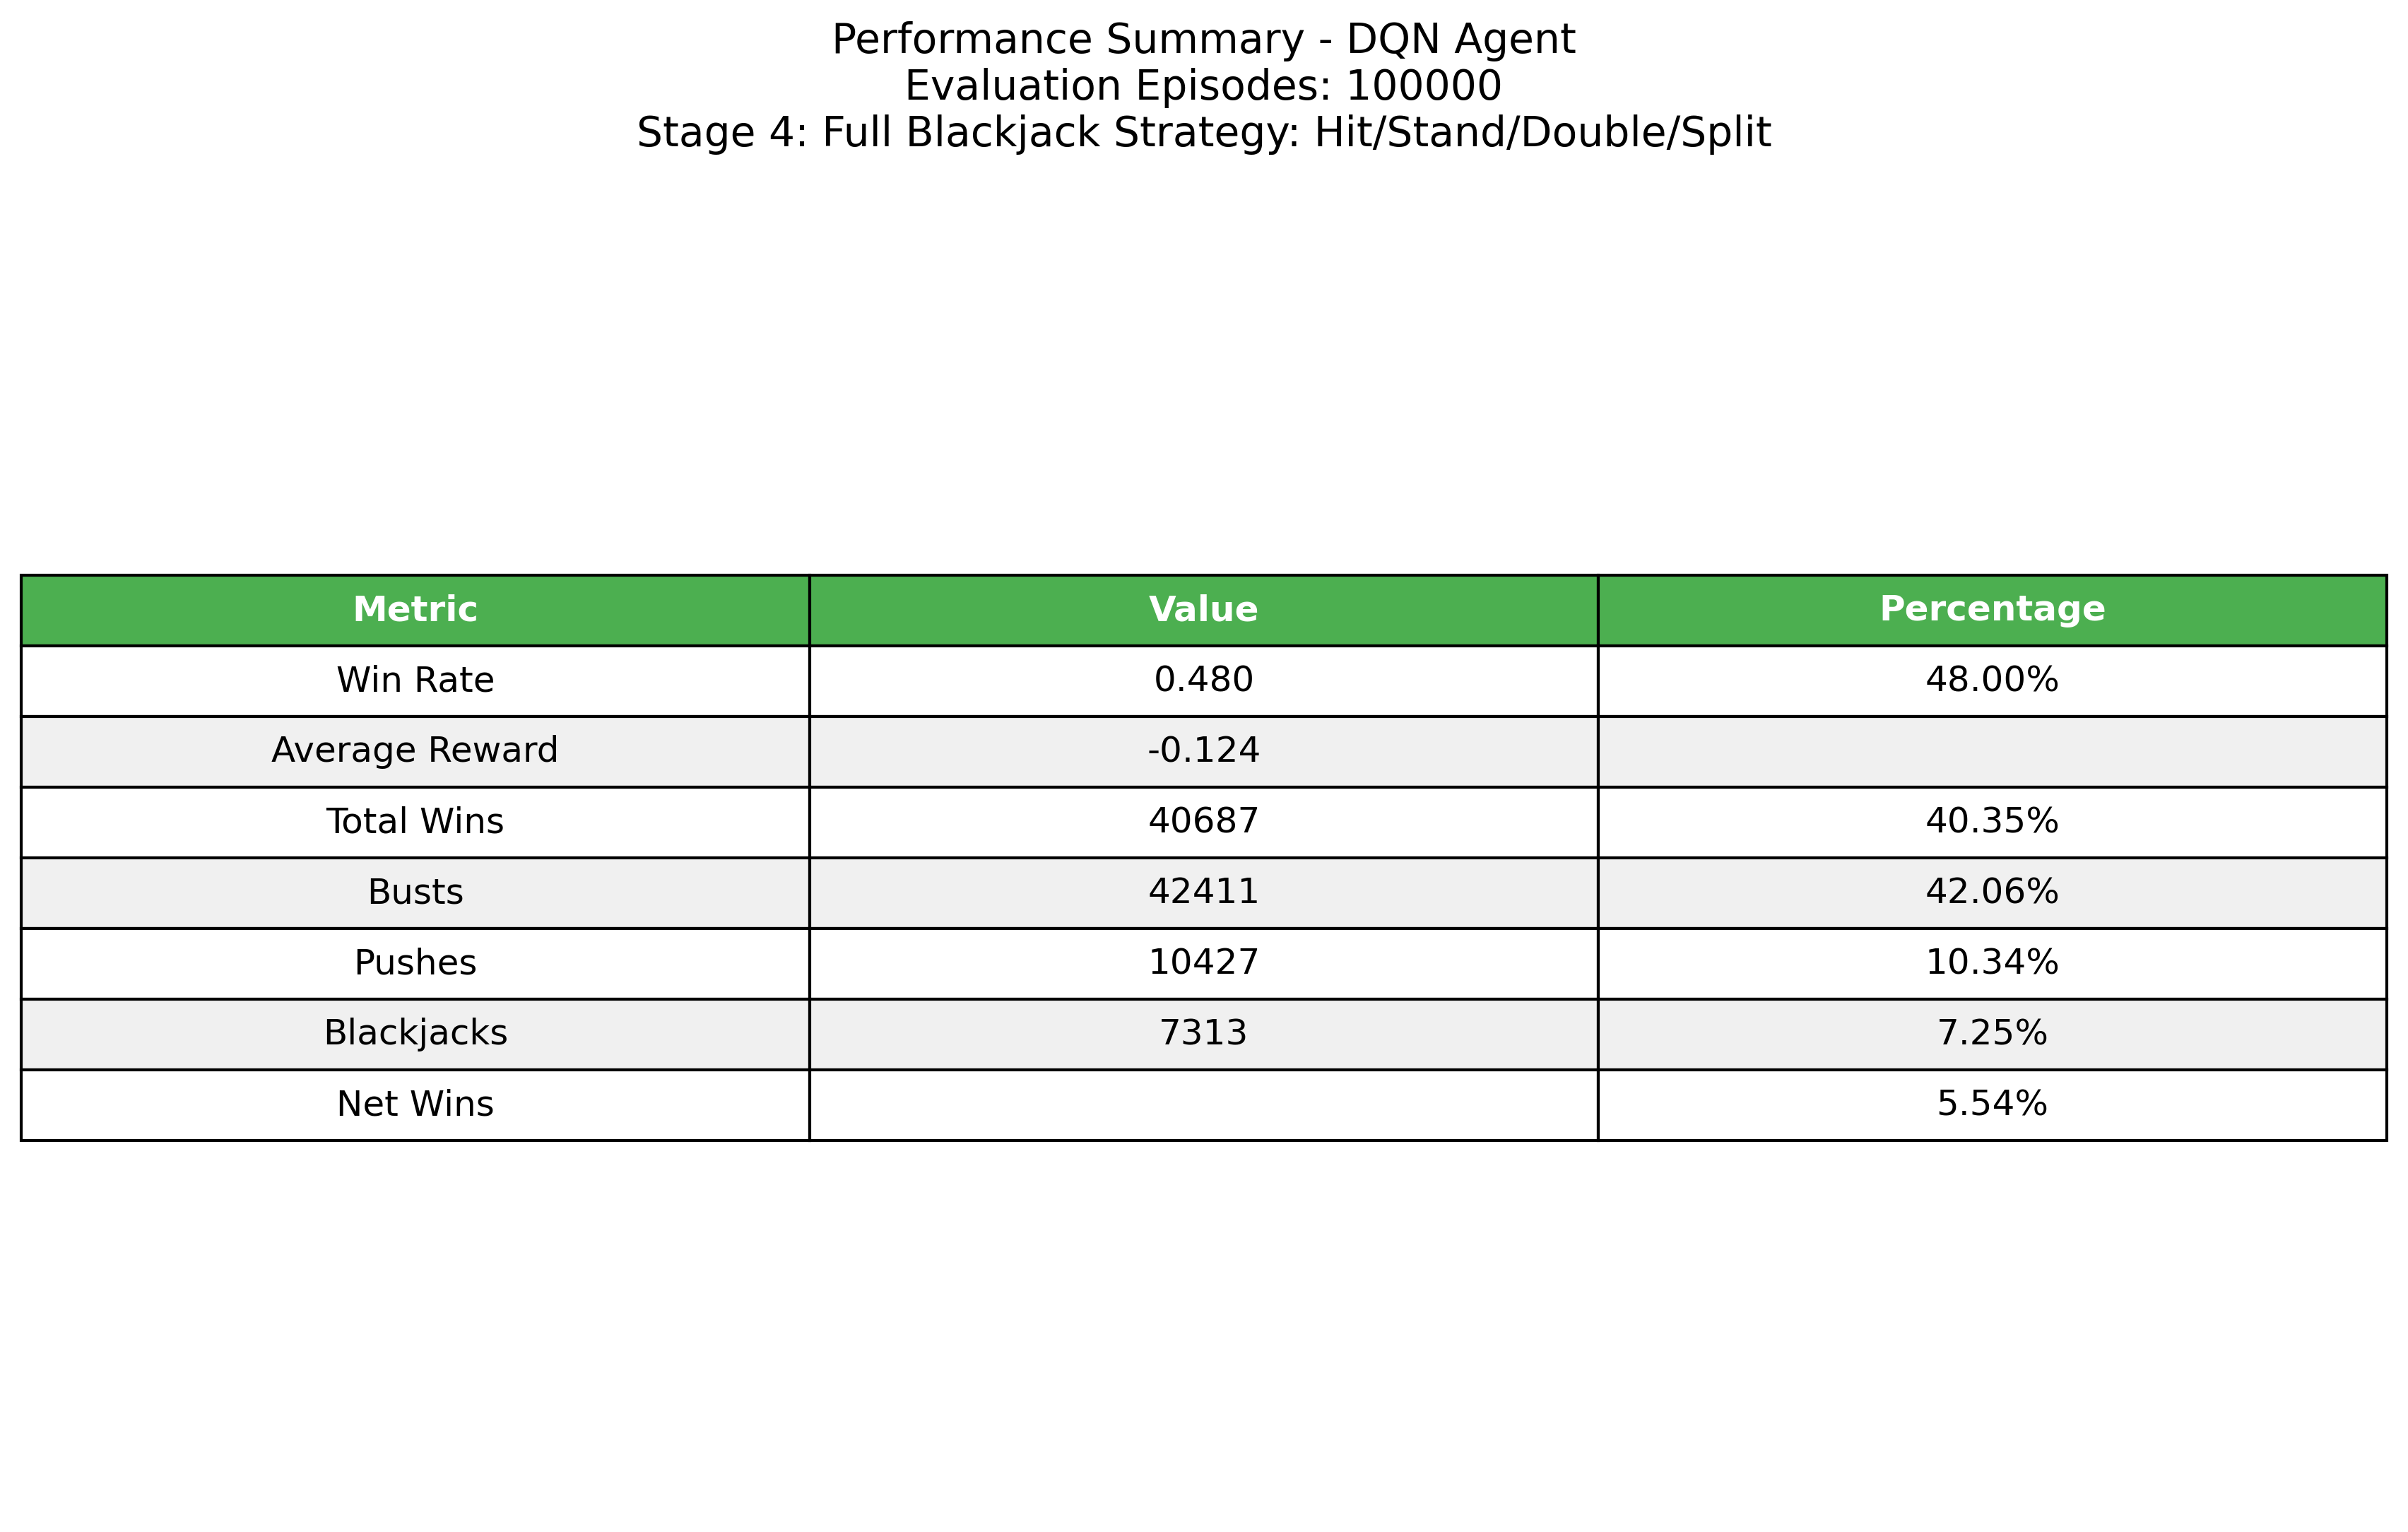 Performance Summary - DQN Agent
Evaluation Episodes: 100000
Stage 4: Full Blackjack Strategy: Hit/Stand/Double/Split
Metric Value Percentage
Win Rate 0.480 48.00%
Average Reward -0.124
Total Wins 40687 40.35%
Busts 42411 42.06%
Pushes 10427 10.34%
Blackjacks 7313 7.25%
Net Wins 5.54%